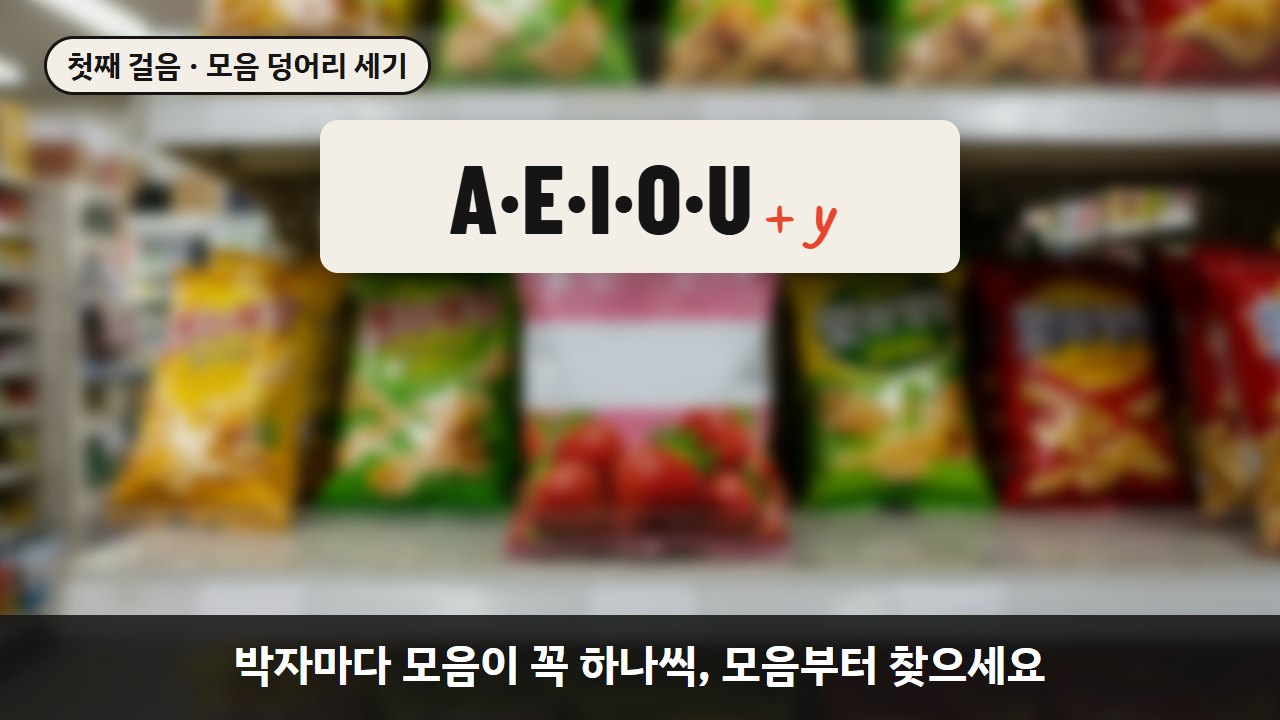 첫째 걸음 · 모음 덩어리 세기
A·E·I·O·U + y
박자마다 모음이 꼭 하나씩, 모음부터 찾으세요